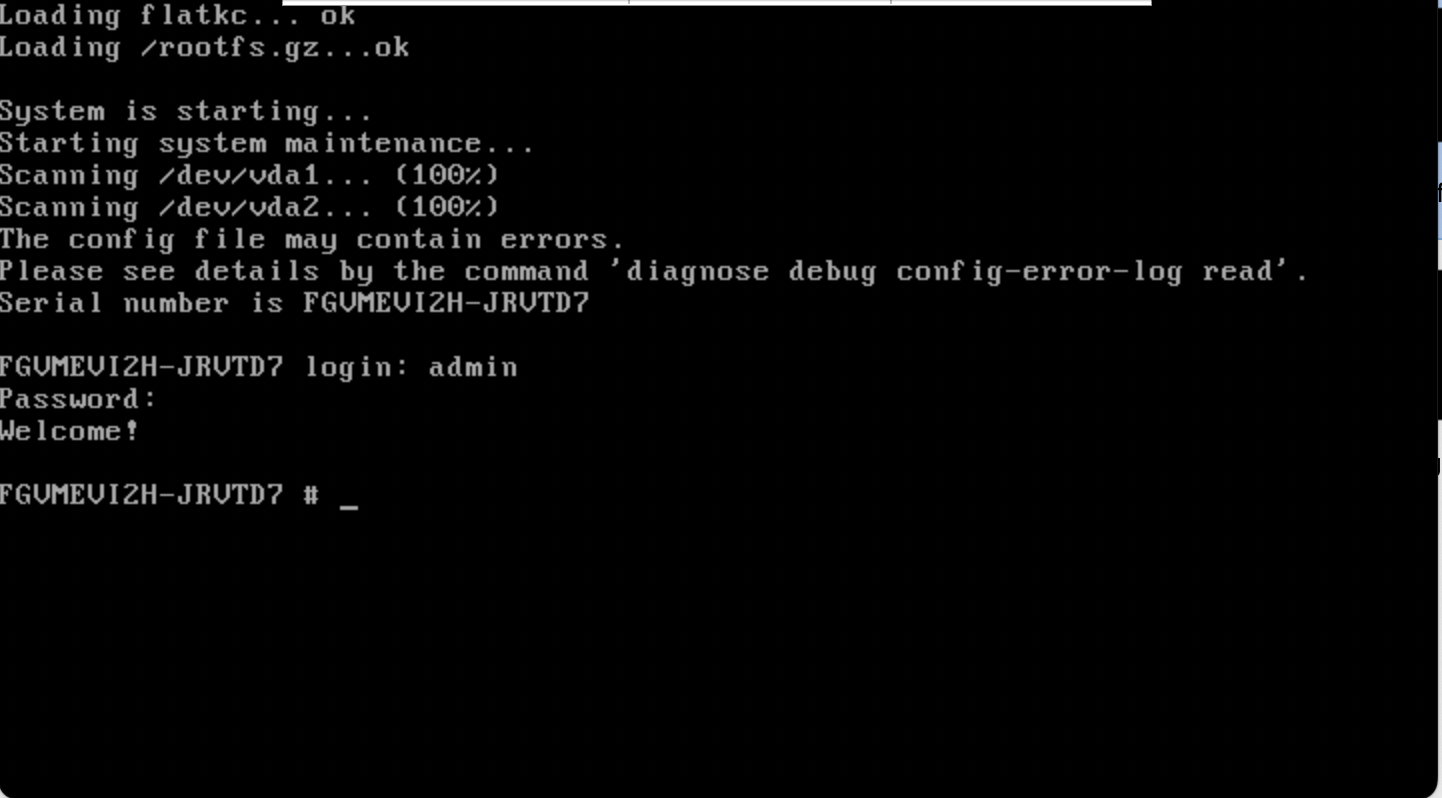 Loading flatkc... ok
Loading /rootfs.gz...ok
System is starting...
Starting system maintenance...
Scanning /dev/vda1... (100%)
Scanning /dev/vda2... (100%)
The config file may contain errors.
Please see details by the command 'diagnose debug config-error-log read'.
Serial number is FGVMEVI2H-JRVTD7
FGVMEVI2H-JRVTD7 login: admin
Password:
Welcome!
FGVMEVI2H-JRVTD7 # _